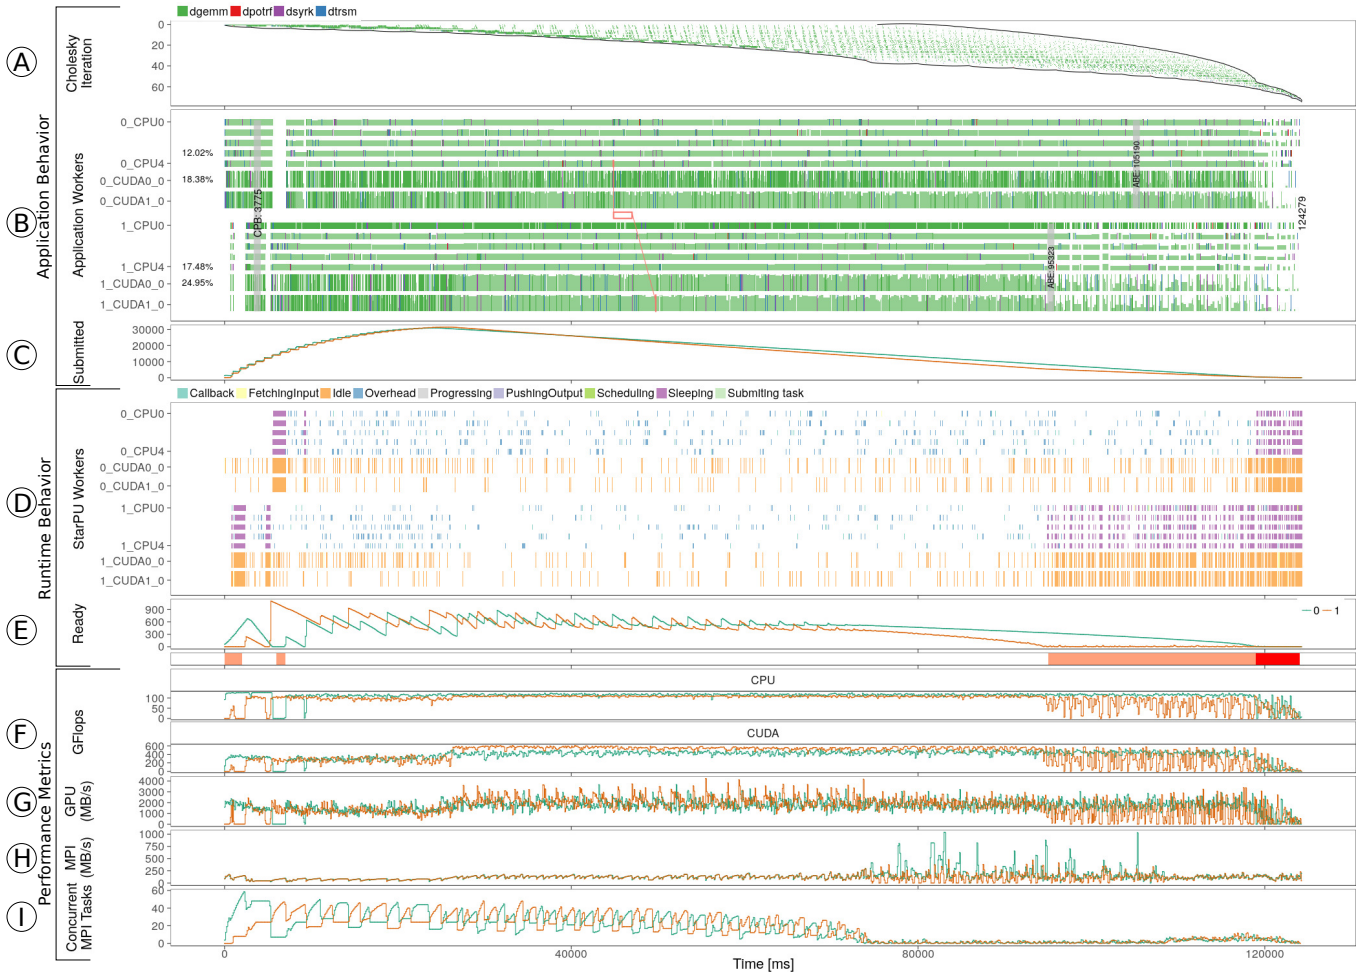 dgemm dpotrf dsyrk dtrsm
A
Cholesky
Iteration
0
20
40
60
Application Behavior
B
Application Workers
0_CPU0
12.02%
0_CPU4
18.38%
0_CUDA0_0
0_CUDA1_0
1_CPU0
17.48%
1_CPU4
24.95%
1_CUDA0_0
1_CUDA1_0
CPB: 3775
ABE: 105190
ABE: 95323
124279
C
Submitted
30000
20000
10000
0
Callback FetchingInput Idle Overhead Progressing PushingOutput Scheduling Sleeping Submiting task
Runtime Behavior
D
StarPU Workers
0_CPU0
0_CPU4
0_CUDA0_0
0_CUDA1_0
1_CPU0
1_CPU4
1_CUDA0_0
1_CUDA1_0
E
Ready
900
600
300
0
0 1
Performance Metrics
F
GFlops
CPU
100
50
0
CUDA
600
400
200
0
G
GPU
(MB/s)
4000
3000
2000
1000
0
H
MPI
(MB/s)
1000
750
500
250
0
I
Concurrent
MPI Tasks
60
40
20
0
0 40000 80000 120000
Time [ms]